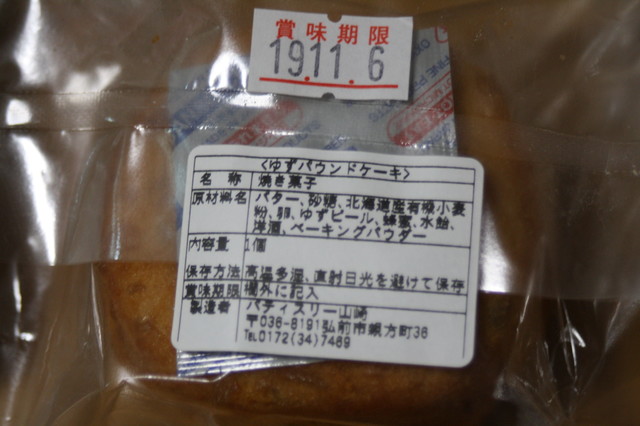 賞味期限
19.11.6
<ゆずパウンドケーキ>
名称 焼き菓子
原材料名 バター、砂糖、北海道産有機小麦
粉、卵、ゆずピール、蜂蜜、水飴、
洋酒、ベーキングパウダー
内容量 1個
保存方法 高温多湿、直射日光を避けて保存
賞味期限 欄外に記入
製造者 パティスリー山崎
〒036-8191弘前市親方町36
TEL0172(34)7469